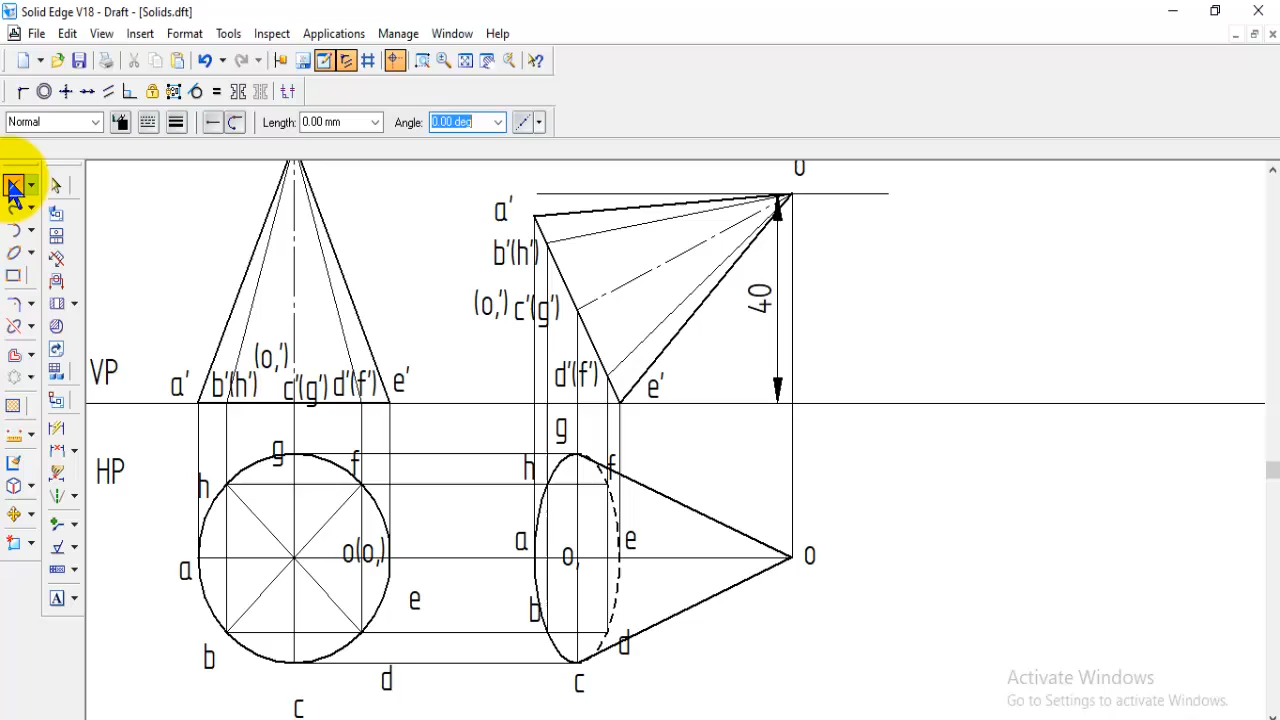 Solid Edge V18 - Draft - [Solids.dft]
File Edit View Insert Format Tools Inspect Applications Manage Window Help
Normal Length: 0.00 mm Angle: 0.00 deg
o'
a'
b'(h')
(o,') c'(g')
40
(o,')
d'(f')
VP a' b'(h') c'(g') d'(f') e' e'
g
g
HP h f h f
o(o,) a o, e o
a
e b
b d
d c
c
Activate Windows
Go to Settings to activate Windows.
A